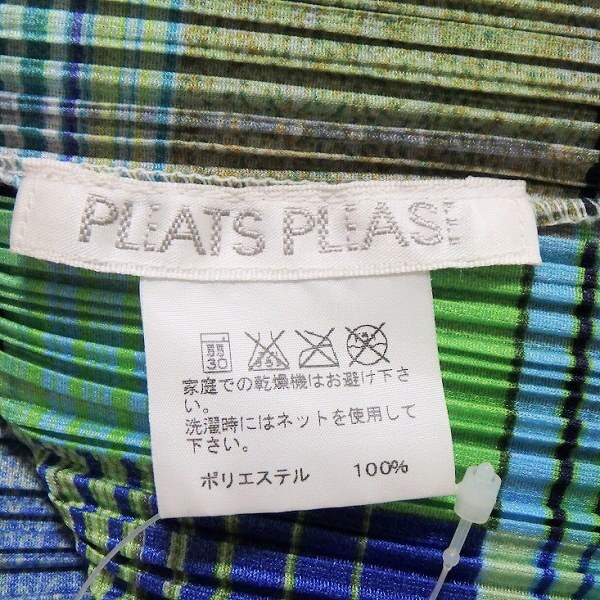 PLEATS PLEASE
弱 30
家庭での乾燥機はお避け下さ
い。
洗濯時にはネットを使用して
下さい。
ポリエステル 100%